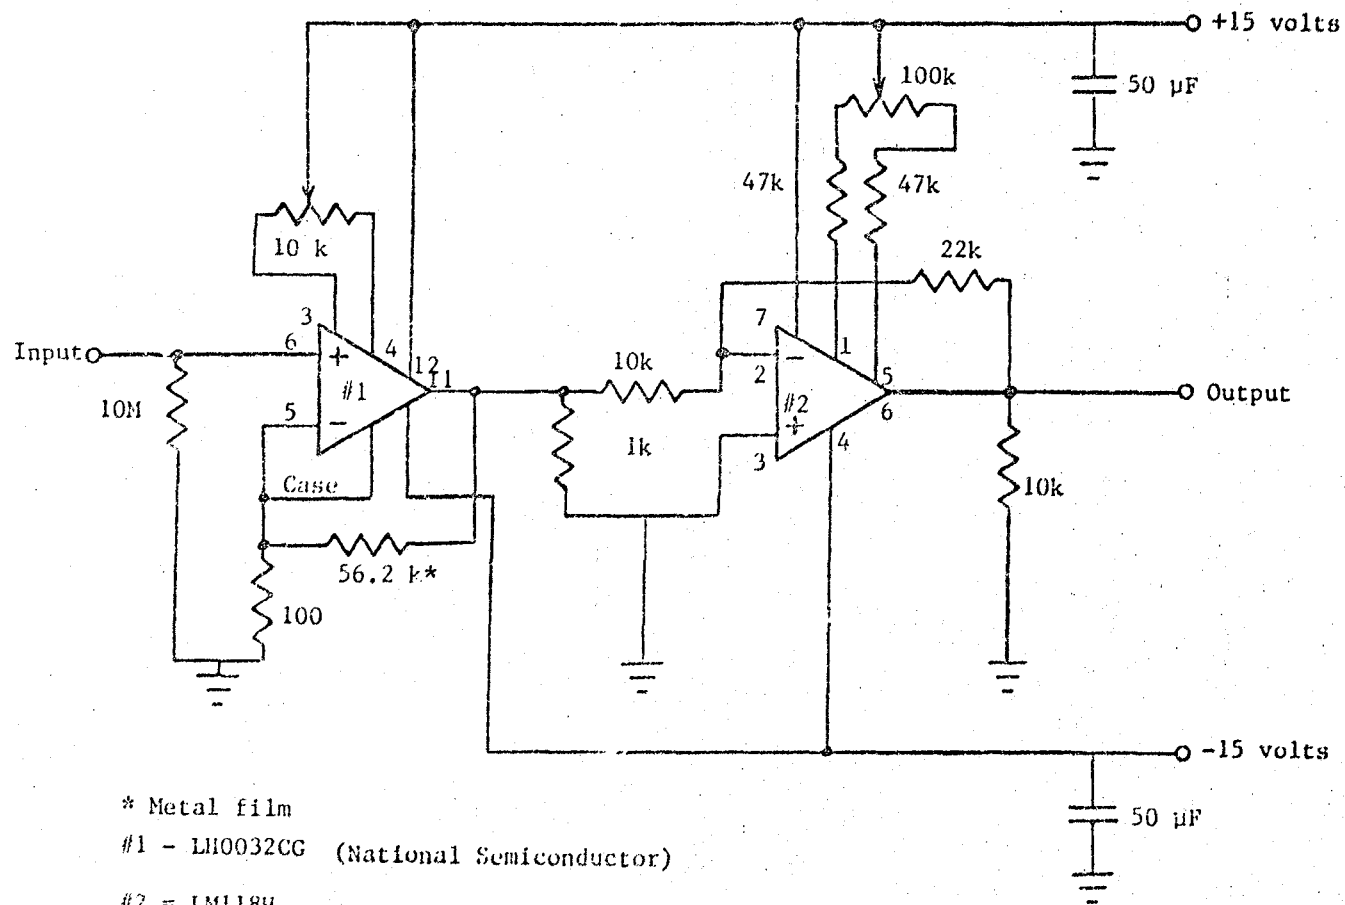 +15 volts
100k
50 µF
47k
47k
10 k
22k
3
7
Input
6
+
4
12
11
#1
10k
−
2
1
5
Output
10M
5
−
1k
#2
+
6
3
4
Case
10k
56.2 k*
100
-15 volts
* Metal film
50 µF
#1 - LH0032CG (National Semiconductor)
#2 = LM118H